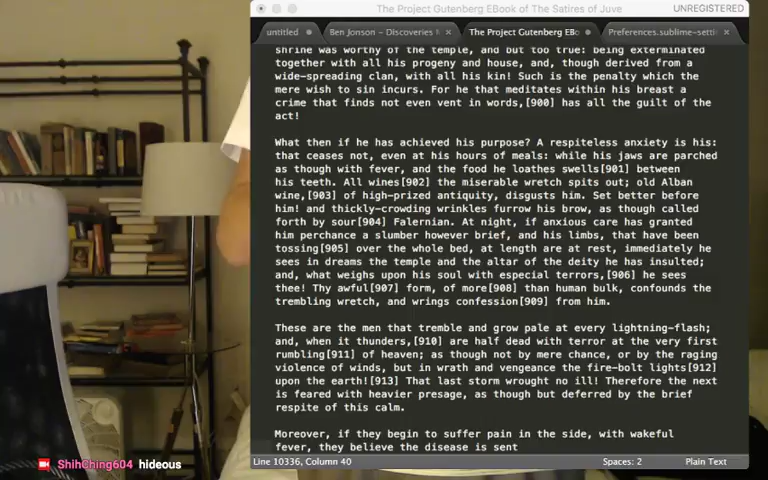 The Project Gutenberg EBook of The Satires of Juve
UNREGISTERED
untitled
Ben Jonson – Discoveries
The Project Gutenberg EBo
Preferences.sublime-setti
shrine was worthy of the temple, and but too true: being exterminated
together with all his progeny and house, and, though derived from a
wide-spreading clan, with all his kin! Such is the penalty which the
mere wish to sin incurs. For he that meditates within his breast a
crime that finds not even vent in words,[900] has all the guilt of the
act!
What then if he has achieved his purpose? A respiteless anxiety is his:
that ceases not, even at his hours of meals: while his jaws are parched
as though with fever, and the food he loathes swells[901] between
his teeth. All wines[902] the miserable wretch spits out; old Alban
wine,[903] of high-prized antiquity, disgusts him. Set better before
him! and thickly-crowding wrinkles furrow his brow, as though called
forth by sour[904] Falernian. At night, if anxious care has granted
him perchance a slumber however brief, and his limbs, that have been
tossing[905] over the whole bed, at length are at rest, immediately he
sees in dreams the temple and the altar of the deity he has insulted;
and, what weighs upon his soul with especial terrors,[906] he sees
thee! Thy awful[907] form, of more[908] than human bulk, confounds the
trembling wretch, and wrings confession[909] from him.
These are the men that tremble and grow pale at every lightning-flash;
and, when it thunders,[910] are half dead with terror at the very first
rumbling[911] of heaven; as though not by mere chance, or by the raging
violence of winds, but in wrath and vengeance the fire-bolt lights[912]
upon the earth![913] That last storm wrought no ill! Therefore the next
is feared with heavier presage, as though but deferred by the brief
respite of this calm.
Moreover, if they begin to suffer pain in the side, with wakeful
fever, they believe the disease is sent
ShihChing604 hideous
Line 10336, Column 40
Spaces: 2
Plain Text